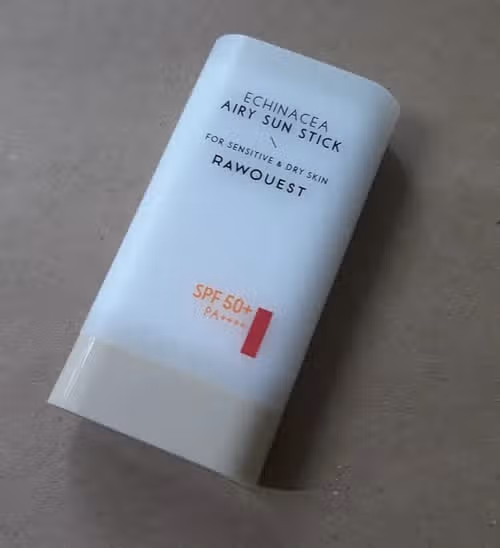 ECHINACEA
AIRY SUN STICK
\
FOR SENSITIVE & DRY SKIN
RAWQUEST
SPF 50+
PA++++